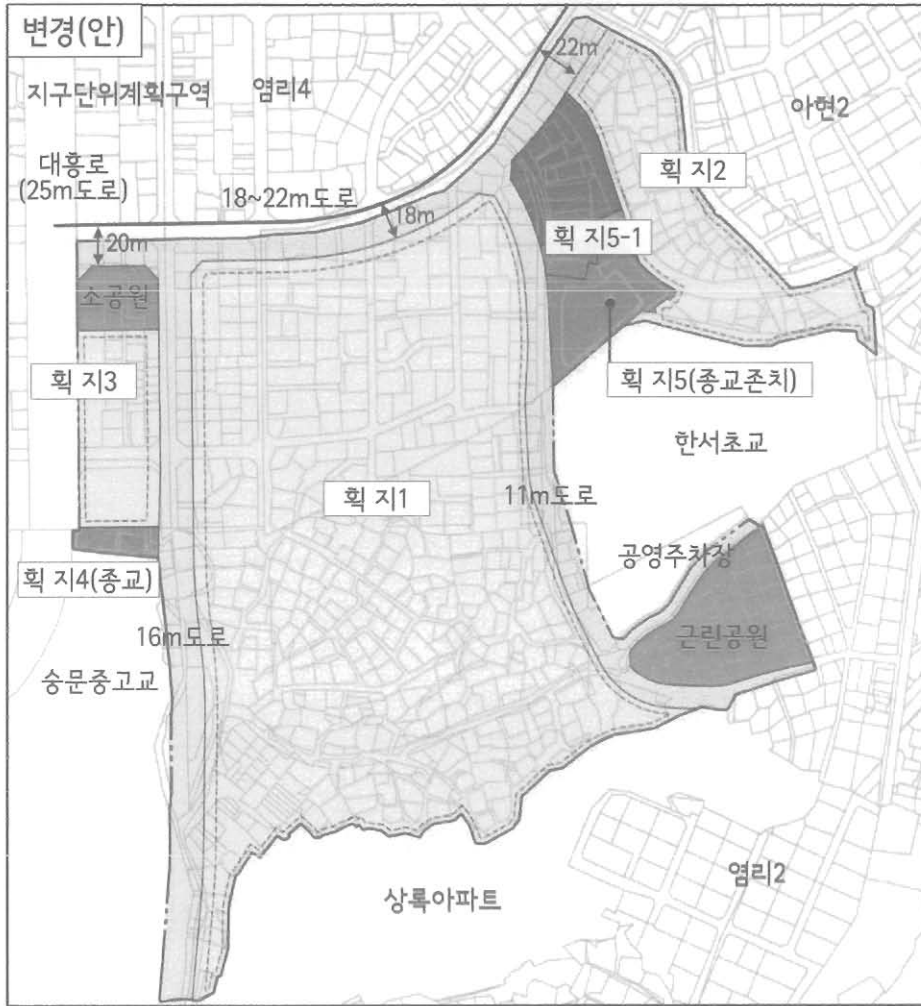 변경(안)
22m
지구단위계획구역
염리4
아현2
대흥로
(25m도로)
획 지2
18~22m도로
18m
20m
획 지5-1
소공원
획 지3
획 지5(종교존치)
한서초교
획 지1
11m도로
공영주차장
획 지4(종교)
16m도로
근린공원
숭문중고교
염리2
상록아파트